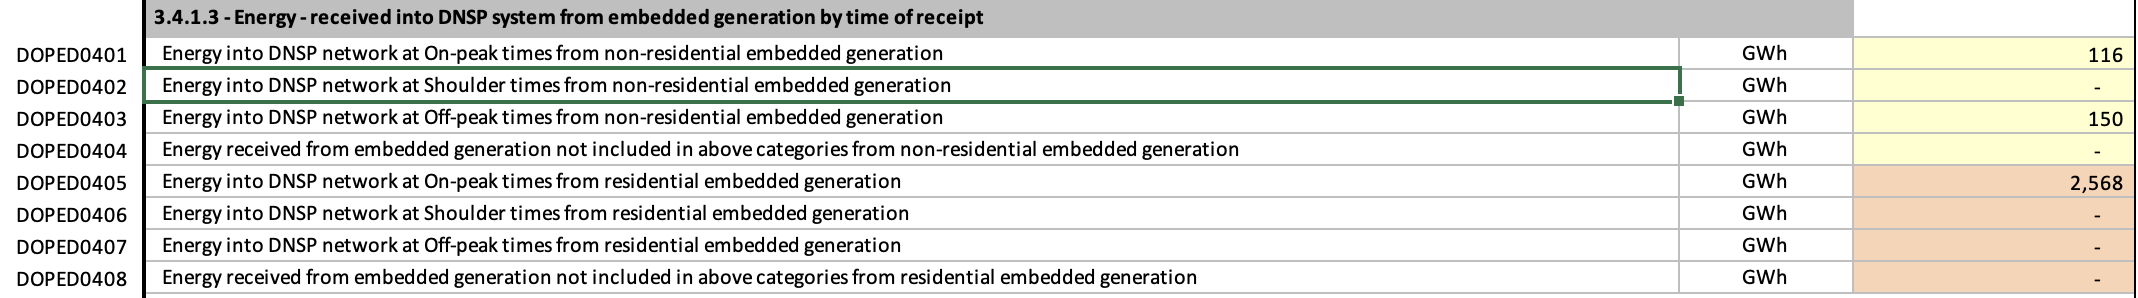 3.4.1.3 - Energy - received into DNSP system from embedded generation by time of receipt
DOPED0401 Energy into DNSP network at On-peak times from non-residential embedded generation GWh 116
DOPED0402 Energy into DNSP network at Shoulder times from non-residential embedded generation GWh -
DOPED0403 Energy into DNSP network at Off-peak times from non-residential embedded generation GWh 150
DOPED0404 Energy received from embedded generation not included in above categories from non-residential embedded generation GWh -
DOPED0405 Energy into DNSP network at On-peak times from residential embedded generation GWh 2,568
DOPED0406 Energy into DNSP network at Shoulder times from residential embedded generation GWh -
DOPED0407 Energy into DNSP network at Off-peak times from residential embedded generation GWh -
DOPED0408 Energy received from embedded generation not included in above categories from residential embedded generation GWh -